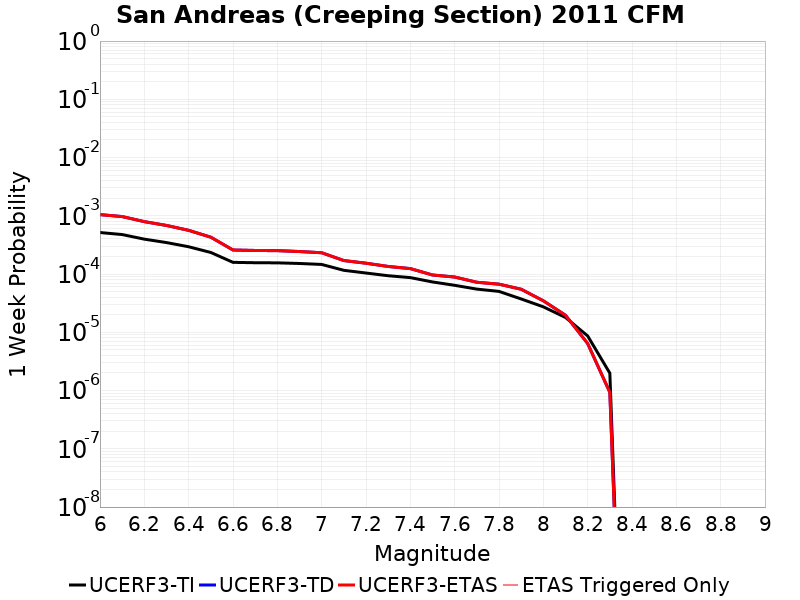 San Andreas (Creeping Section) 2011 CFM
1 Week Probability
10^0
10^-1
10^-2
10^-3
10^-4
10^-5
10^-6
10^-7
10^-8
6 6.2 6.4 6.6 6.8 7 7.2 7.4 7.6 7.8 8 8.2 8.4 8.6 8.8 9
Magnitude
UCERF3-TI UCERF3-TD UCERF3-ETAS ETAS Triggered Only